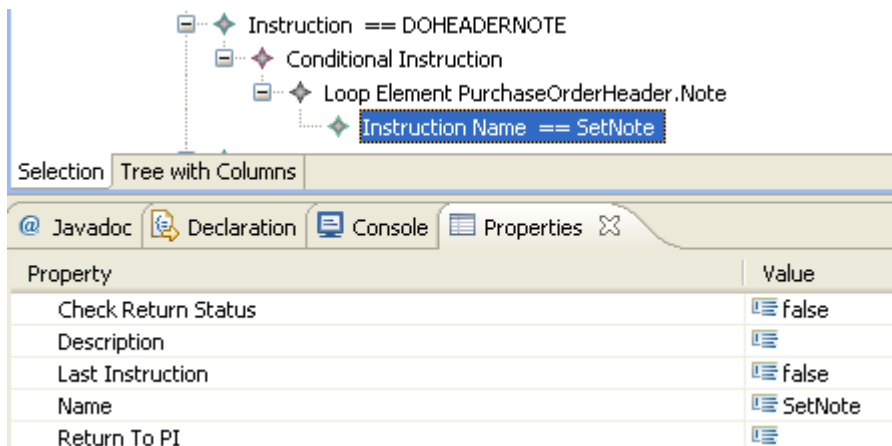 Instruction == DOHEADERNOTE
Conditional Instruction
Loop Element PurchaseOrderHeader.Note
Instruction Name == SetNote
Selection Tree with Columns
@ Javadoc Declaration Console Properties
Property Value
Check Return Status false
Description
Last Instruction false
Name SetNote
Return To PI